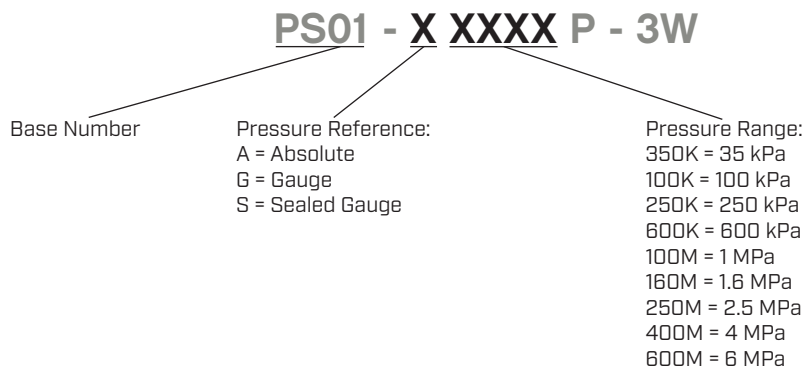 PS01 - X XXXX P - 3W
Base Number
Pressure Reference:
A = Absolute
G = Gauge
S = Sealed Gauge
Pressure Range:
350K = 35 kPa
100K = 100 kPa
250K = 250 kPa
600K = 600 kPa
100M = 1 MPa
160M = 1.6 MPa
250M = 2.5 MPa
400M = 4 MPa
600M = 6 MPa